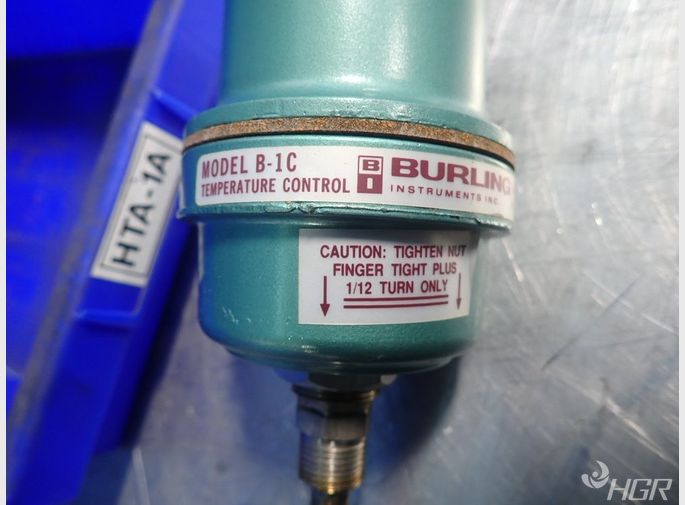 HTA-1A
MODEL B-1C
TEMPERATURE CONTROL
B
I
BURLING
INSTRUMENTS INC.
CAUTION: TIGHTEN NUT
FINGER TIGHT PLUS
1/12 TURN ONLY
HGR